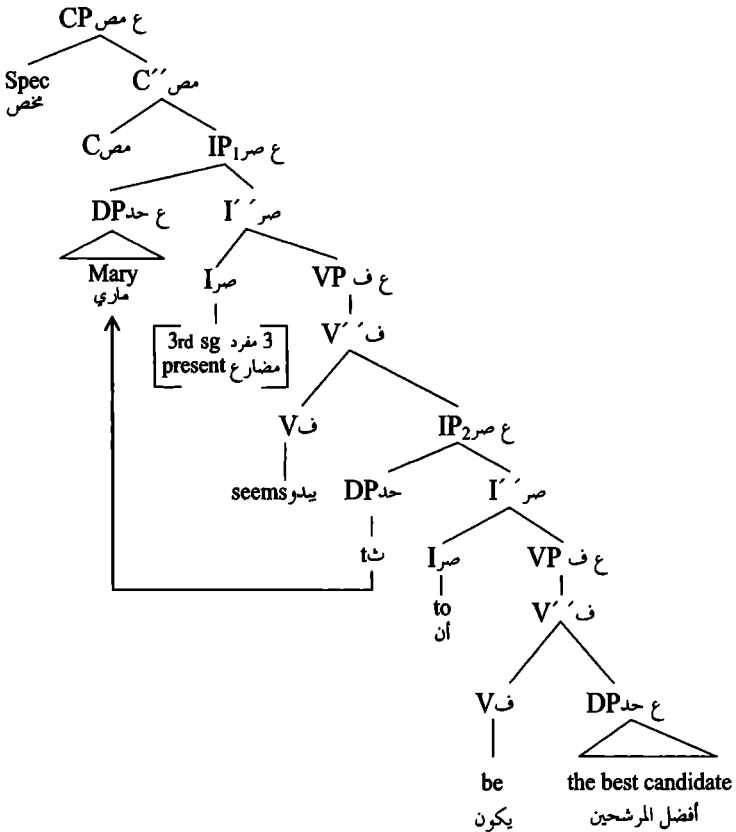 CP ع مص
Spec
مخص
C´´ مص
C مص
IP1 ع صر
DP ع حد
I´´ صر
Mary
ماري
I صر
VP ع ف
3rd sg 3 مفرد
present مضارع
V´´ ف
V ف
IP2 ع صر
seems يبدو
DP حد
I´´ صر
t ث
I صر
VP ع ف
to
أن
V´´ ف
V ف
DP ع حد
be
يكون
the best candidate
أفضل المرشحين